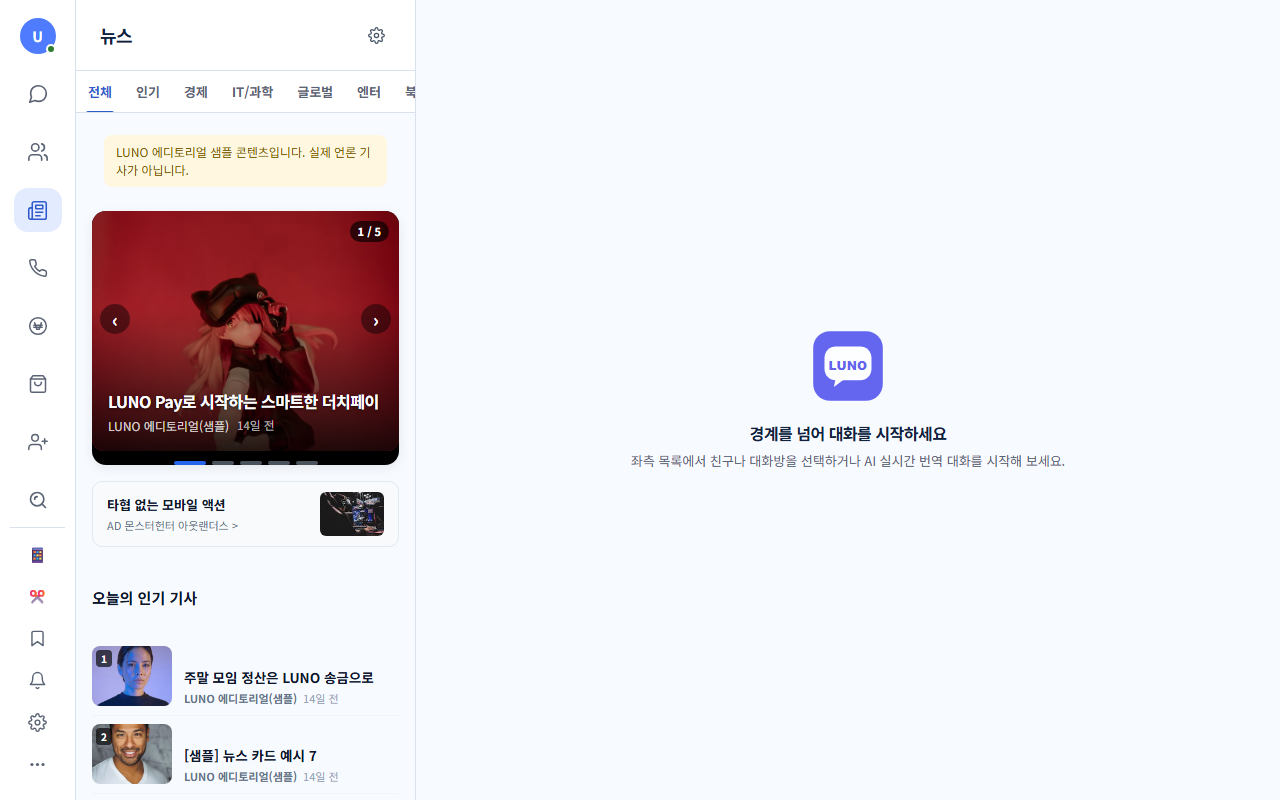 U
뉴스
전체 인기 경제 IT/과학 글로벌 엔터 북
LUNO 에디토리얼 샘플 콘텐츠입니다. 실제 언론 기
사가 아닙니다.
1 / 5
‹ ›
LUNO Pay로 시작하는 스마트한 더치페이
LUNO 에디토리얼(샘플) 14일 전
타협 없는 모바일 액션
AD 몬스터헌터 아웃랜더스 >
오늘의 인기 기사
1
주말 모임 정산은 LUNO 송금으로
LUNO 에디토리얼(샘플) 14일 전
2
[샘플] 뉴스 카드 예시 7
LUNO 에디토리얼(샘플) 14일 전
LUNO
경계를 넘어 대화를 시작하세요
좌측 목록에서 친구나 대화방을 선택하거나 AI 실시간 번역 대화를 시작해 보세요.